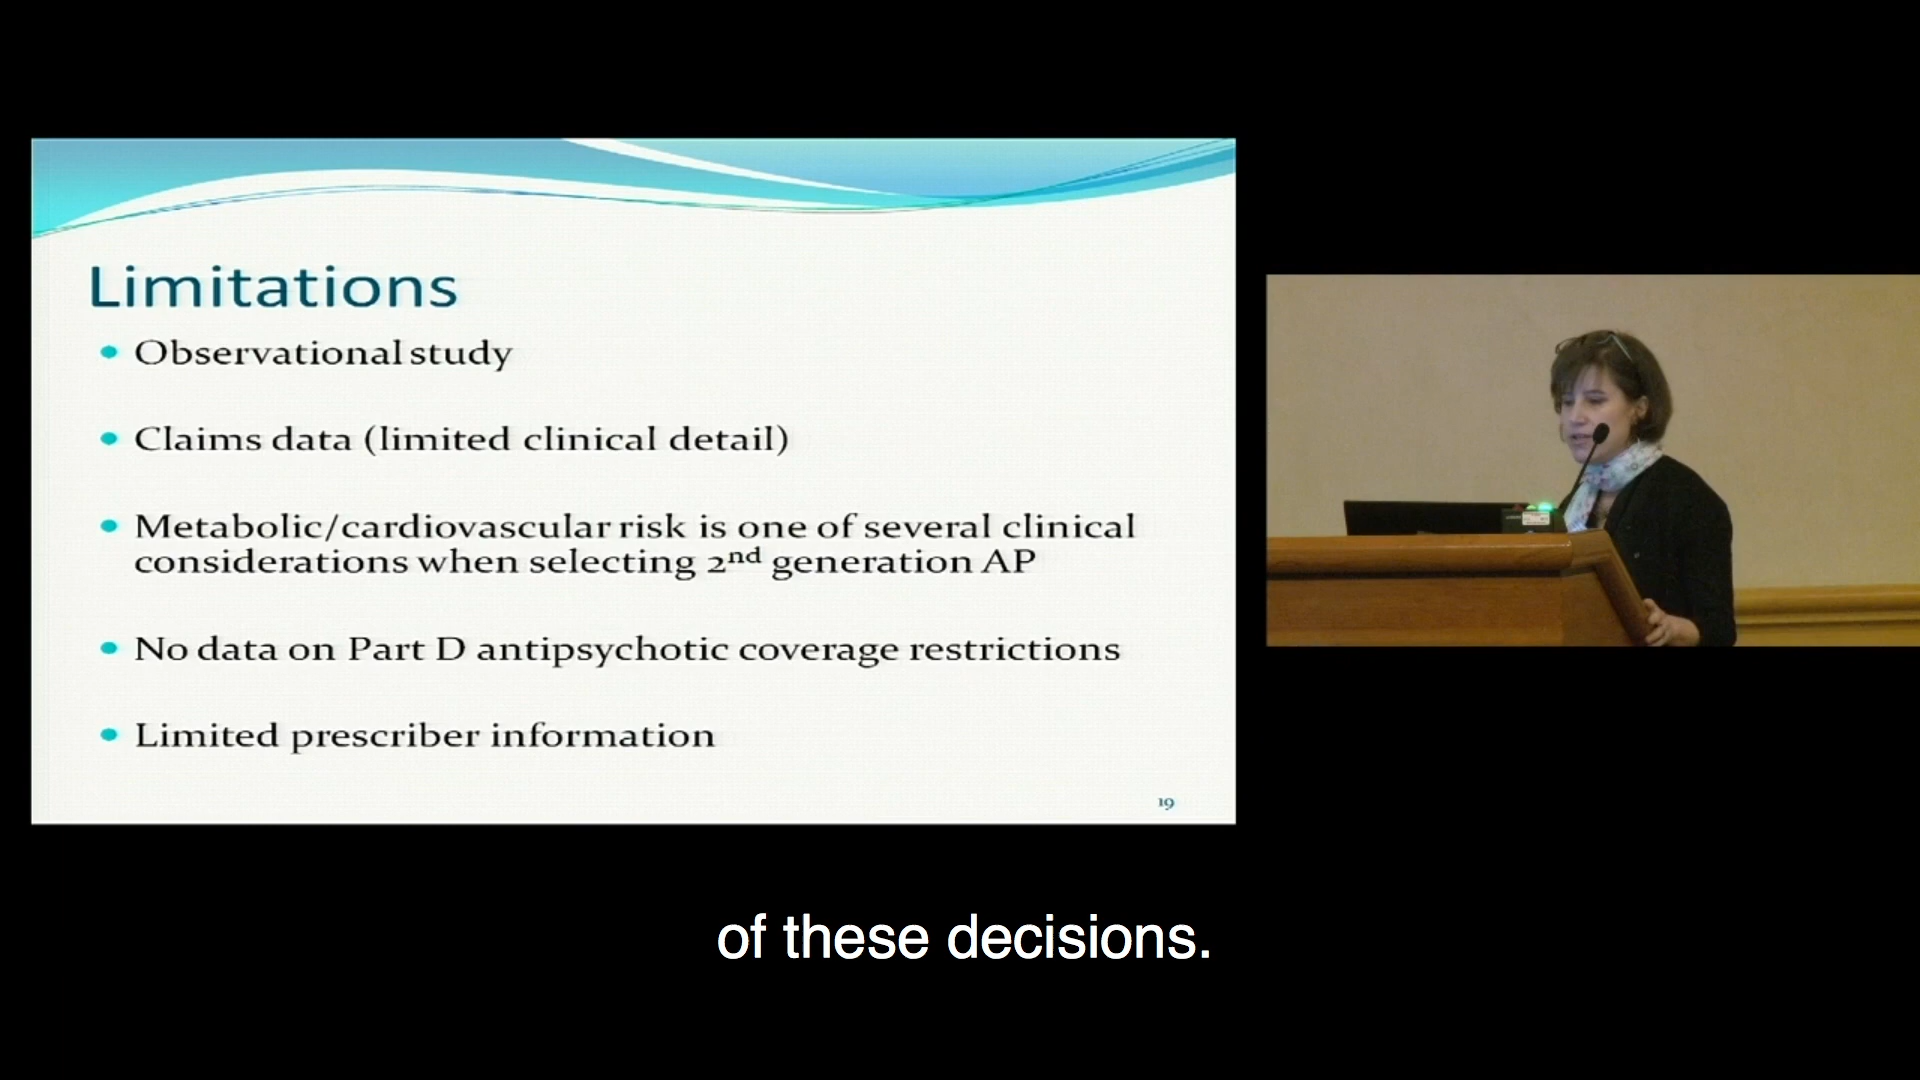 Limitations
Observational study
Claims data (limited clinical detail)
Metabolic/cardiovascular risk is one of several clinical
considerations when selecting 2nd generation AP
No data on Part D antipsychotic coverage restrictions
Limited prescriber information
19
of these decisions.